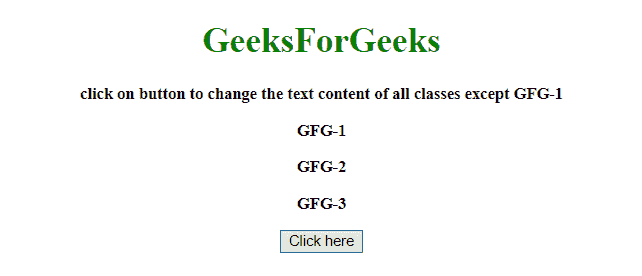 GeeksForGeeks
click on button to change the text content of all classes except GFG-1
GFG-1
GFG-2
GFG-3
Click here